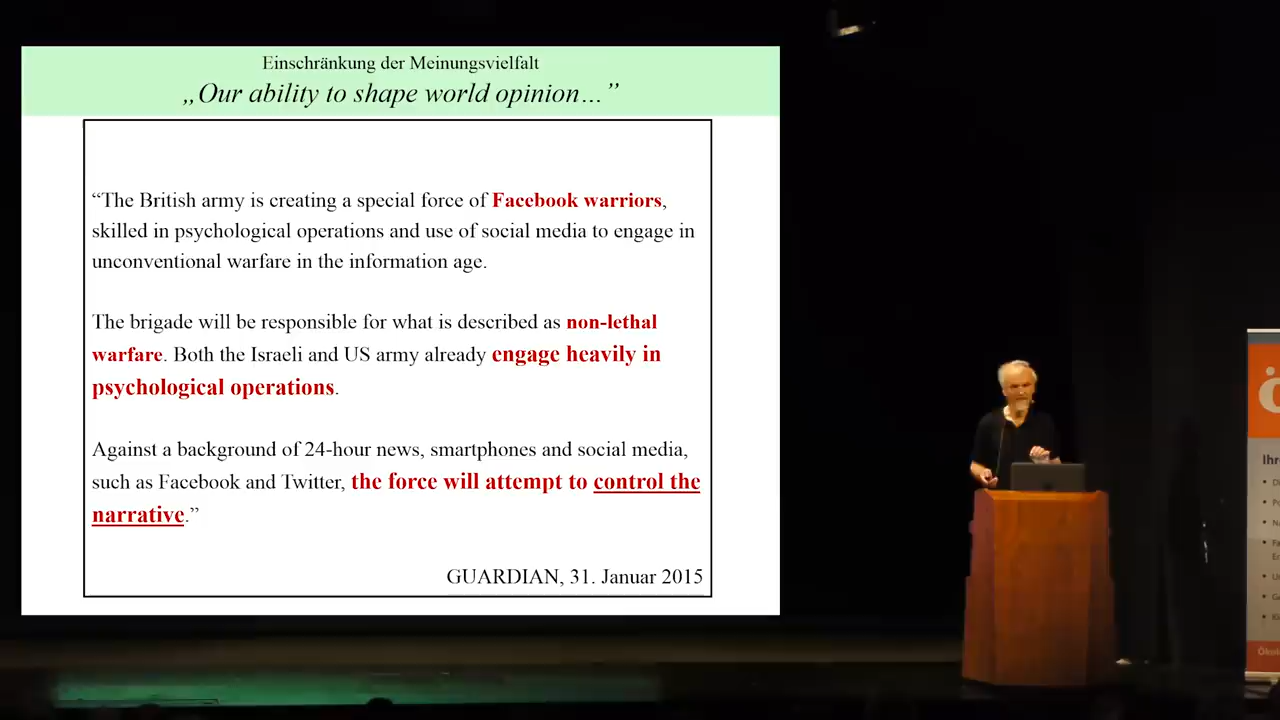 Einschränkung der Meinungsvielfalt
„Our ability to shape world opinion…”
“The British army is creating a special force of Facebook warriors,
skilled in psychological operations and use of social media to engage in
unconventional warfare in the information age.
The brigade will be responsible for what is described as non-lethal
warfare. Both the Israeli and US army already engage heavily in
psychological operations.
Against a background of 24-hour news, smartphones and social media,
such as Facebook and Twitter, the force will attempt to control the
narrative.”
GUARDIAN, 31. Januar 2015